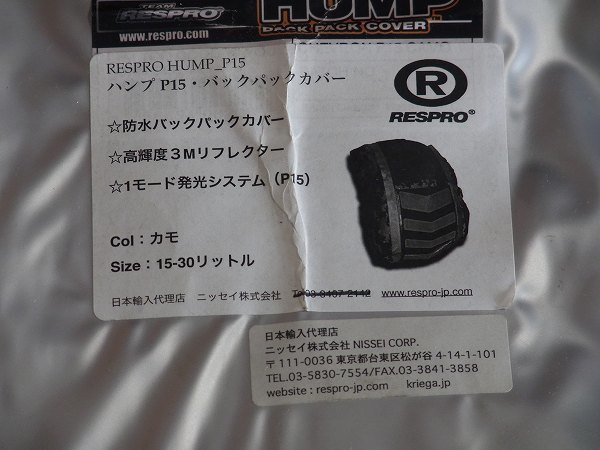 TEAM
RESPRO
www.respro.com
HUMP
BACK PACK COVER
RESPRO HUMP_P15
ハンプ P15・バックパックカバー
☆防水バックパックカバー
☆高輝度３Mリフレクター
☆1モード発光システム（P15）
Col：カモ
Size：15-30リットル
日本輸入代理店 ニッセイ株式会社 Te 03-0467-2142 www.respro-jp.com
R
RESPRO®
日本輸入代理店
ニッセイ株式会社 NISSEI CORP.
〒111-0036 東京都台東区松が谷 4-14-1-101
TEL.03-5830-7554/FAX.03-3841-3858
website : respro-jp.com kriega.jp